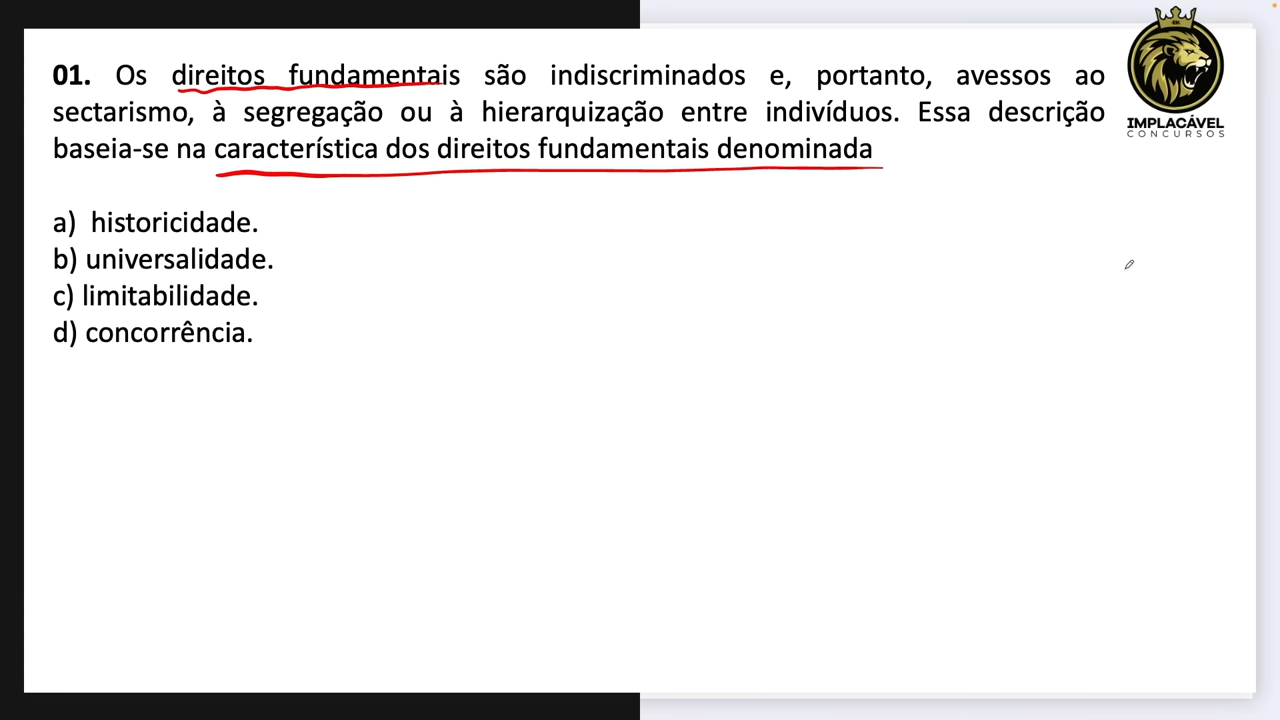 01. Os direitos fundamentais são indiscriminados e, portanto, avessos ao
sectarismo, à segregação ou à hierarquização entre indivíduos. Essa descrição
baseia-se na característica dos direitos fundamentais denominada
a) historicidade.
b) universalidade.
c) limitabilidade.
d) concorrência.
IMPLACÁVEL
CONCURSOS